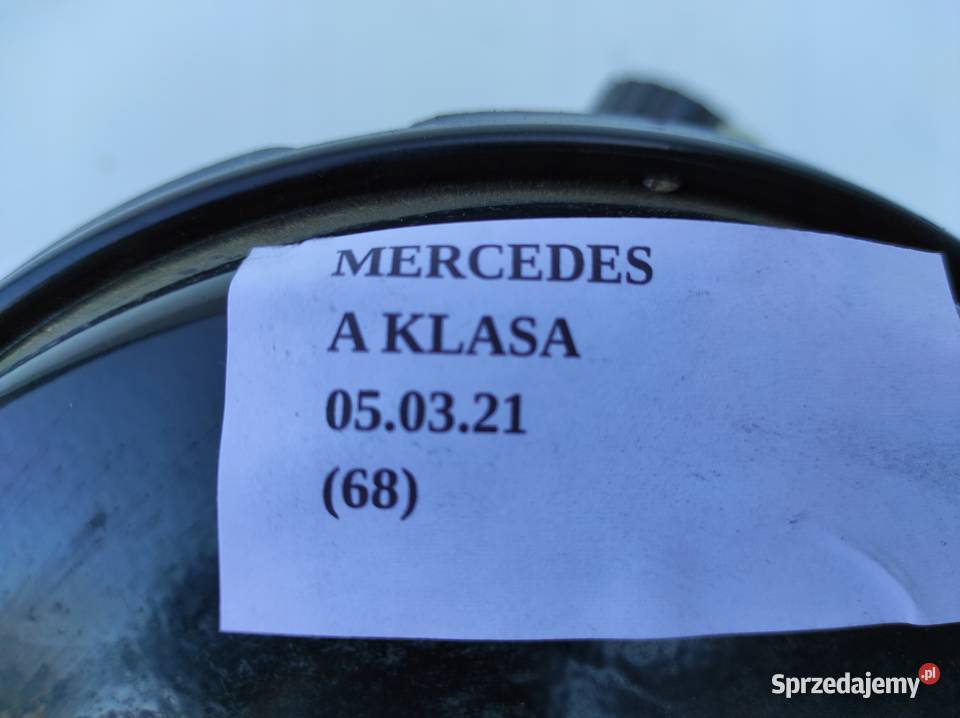 MERCEDES
A KLASA
05.03.21
(68)
Sprzedajemy.pl